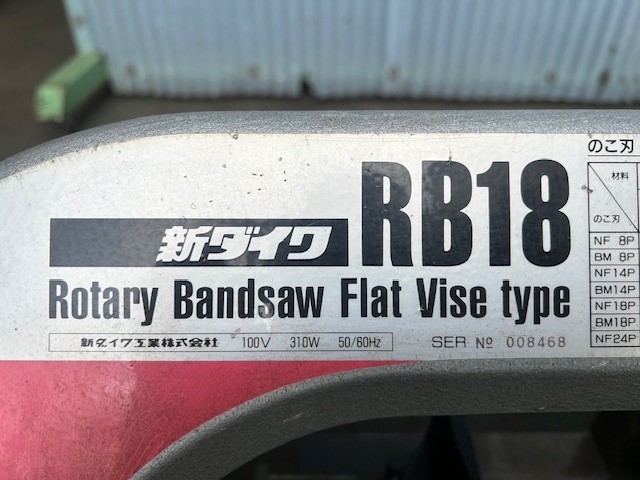 新ダイワ RB18
Rotary Bandsaw Flat Vise type
新ダイワ工業株式会社 100V 310W 50/60Hz SER Nº 008468
のこ刃
材料
のこ刃
NF 8P
BM 8P
NF14P
BM14P
NF18P
BM18P
NF24P